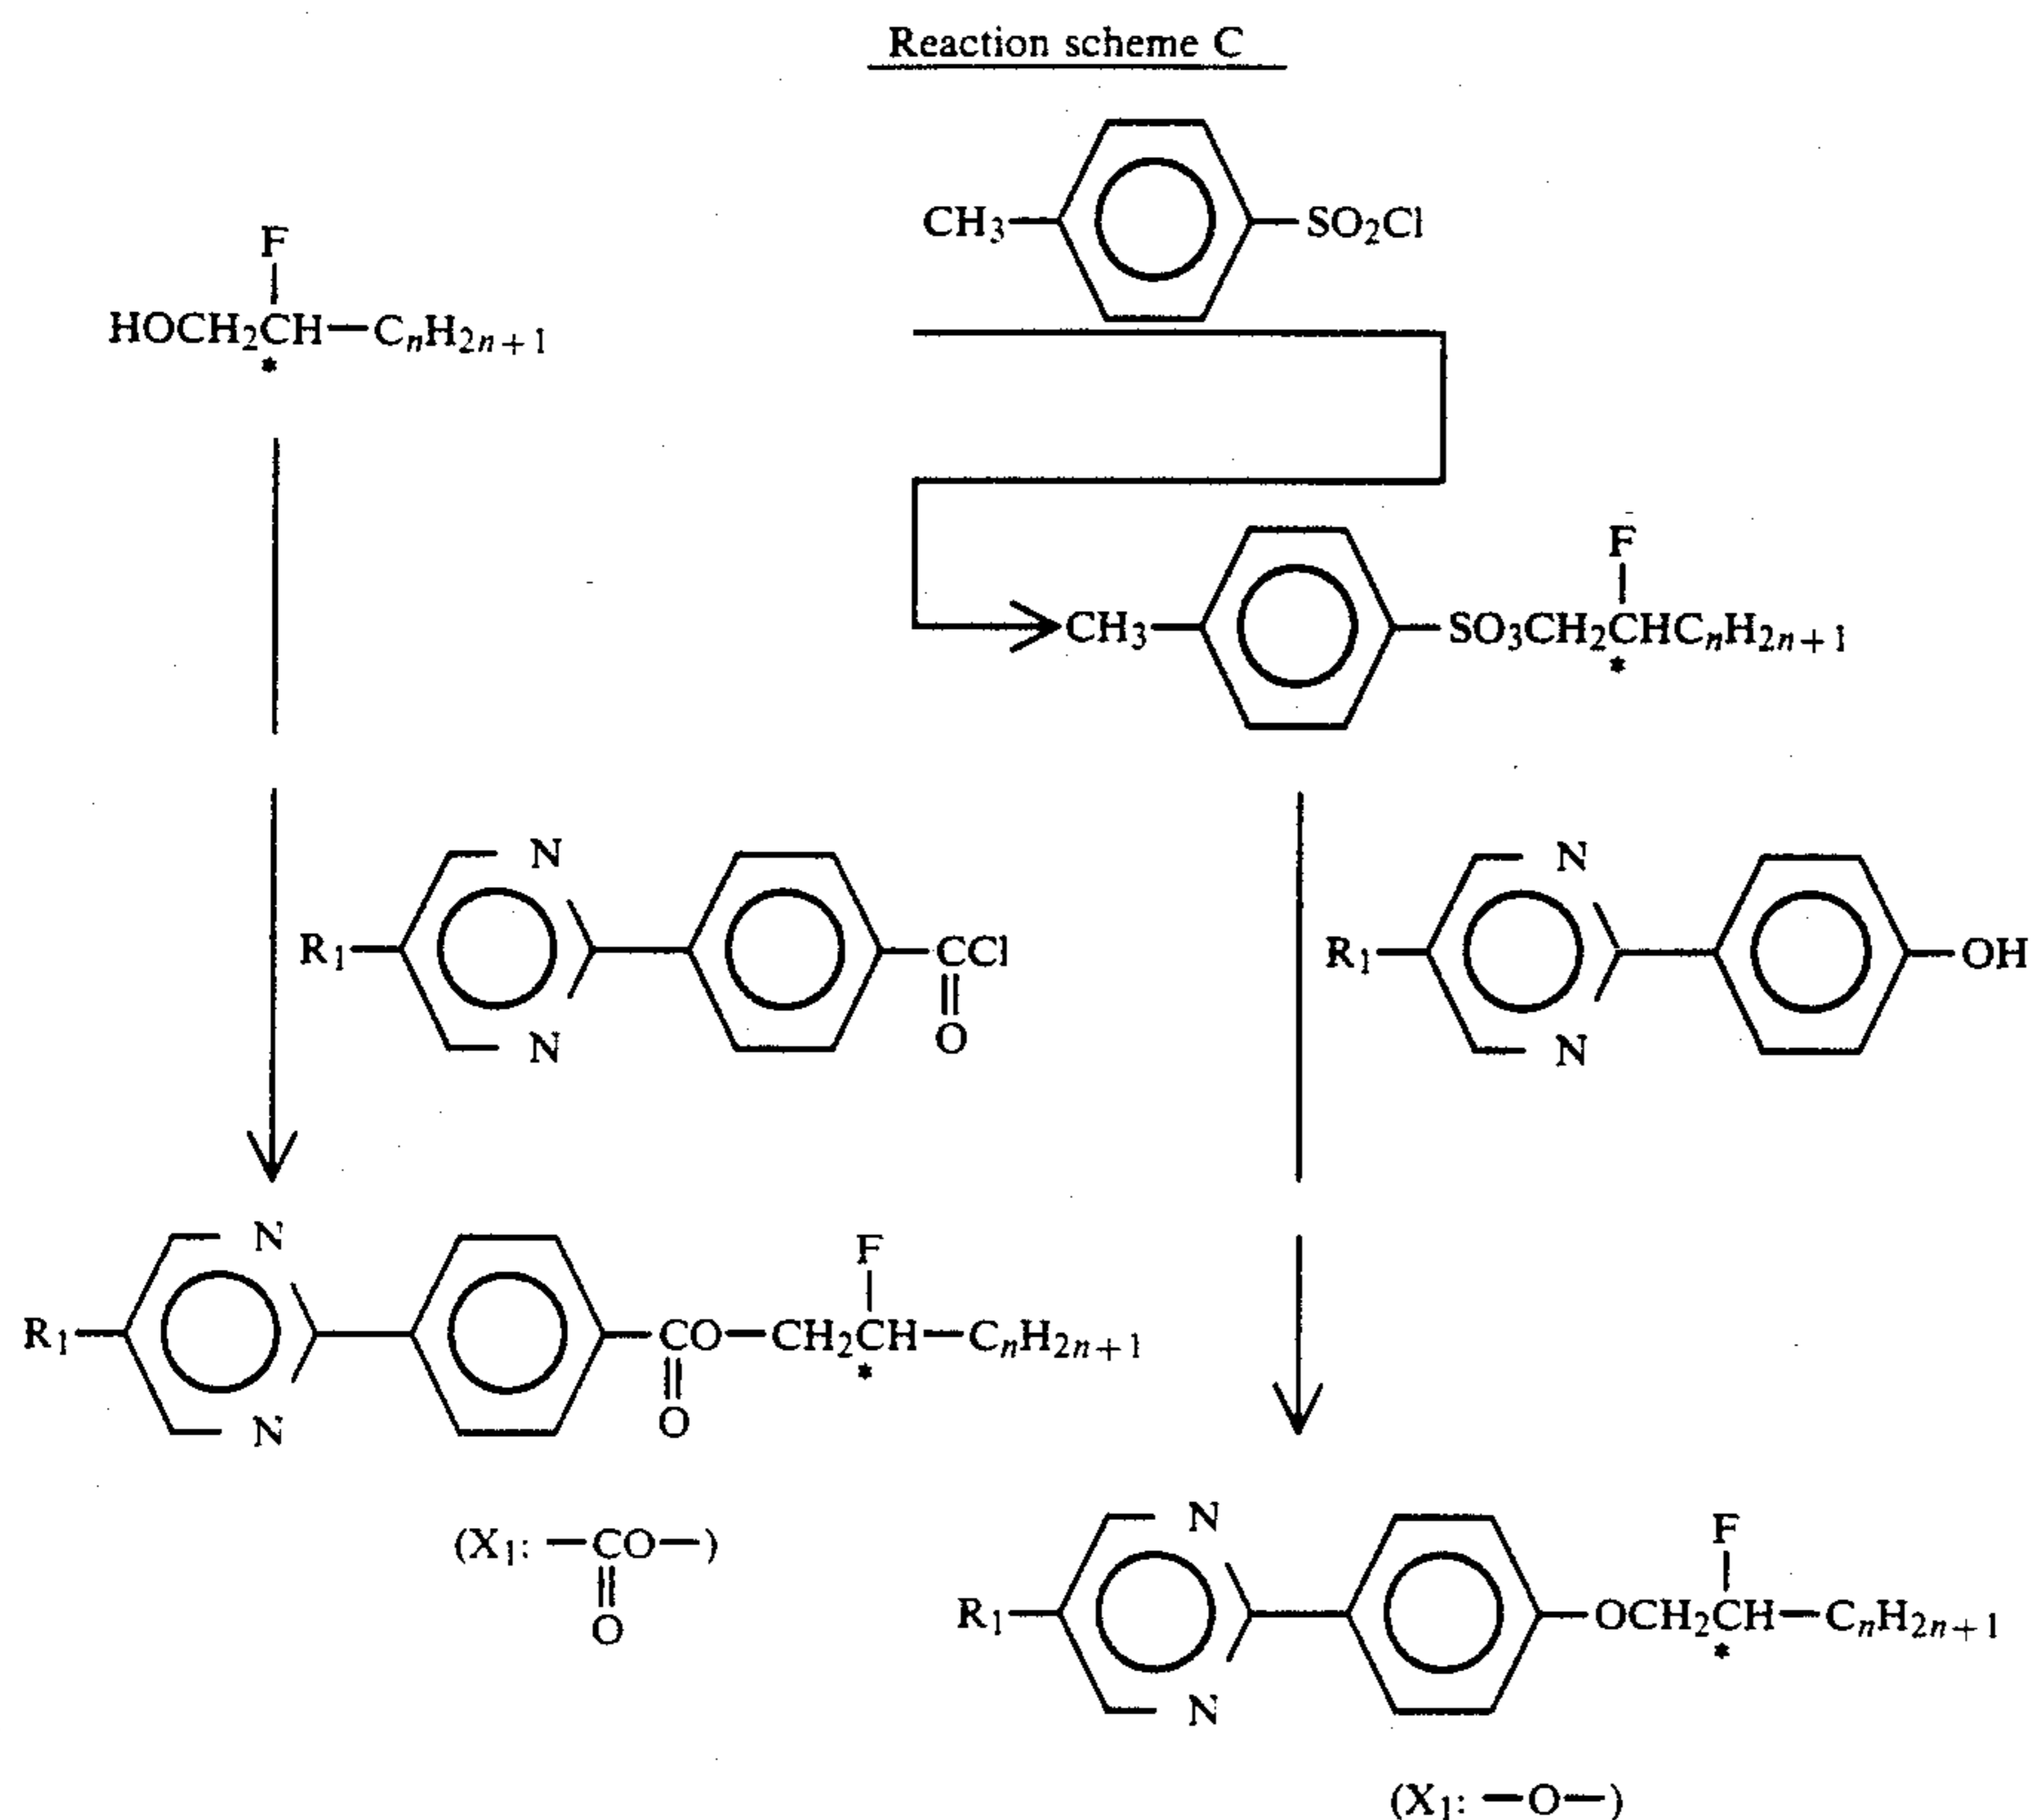 Reaction scheme C
CH3 SO2Cl
F
HOCH2CH—CnH2n+1
*
F
CH3 SO3CH2CHCnH2n+1
*
N
R1 CCl
N
O
N
R1 OH
N
N
F
R1 CO—CH2CH—CnH2n+1
*
N
O
(X1: —CO—)
O
N
F
R1 OCH2CH—CnH2n+1
*
N
(X1: —O—)